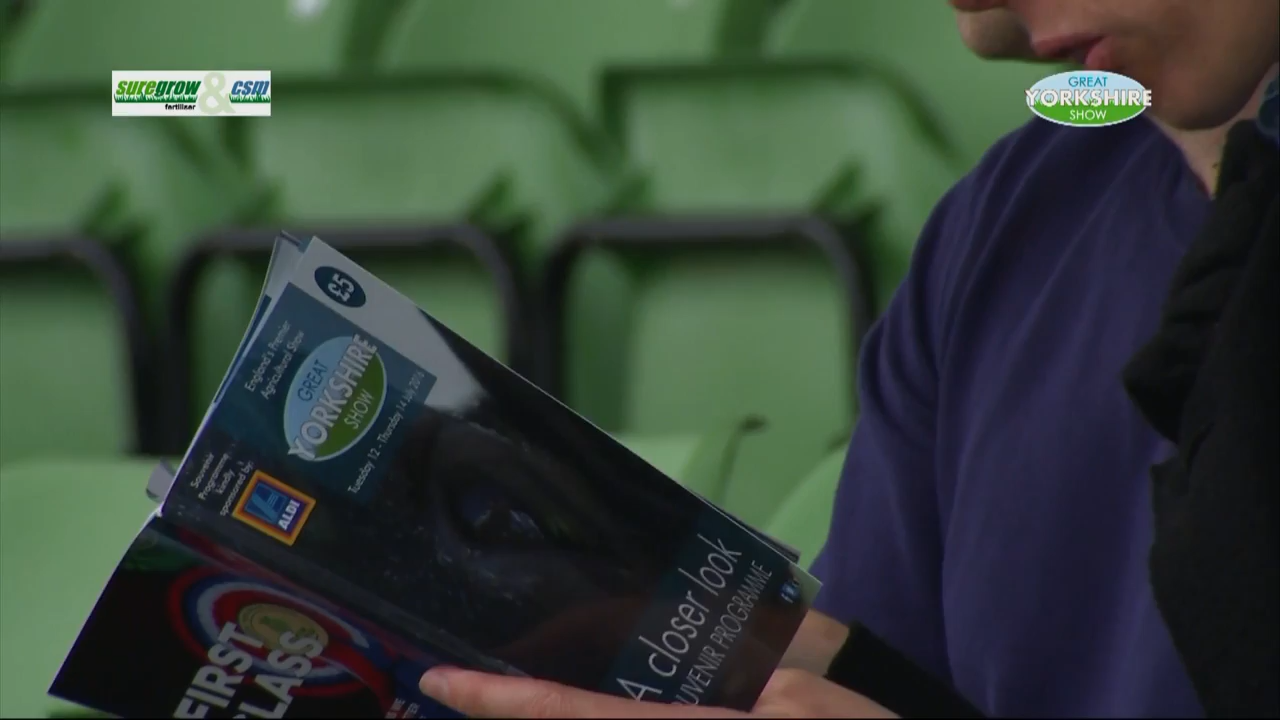 suregrow & csm
fertiliser
GREAT
YORKSHIRE
SHOW
£5
England's Premier
Agricultural Show
GREAT
YORKSHIRE
SHOW
Tuesday 12 - Thursday 14 July
Souvenir
Programme
kindly
sponsored by:
ALDI
A closer look
SOUVENIR PROGRAMME
FIRST
CLASS